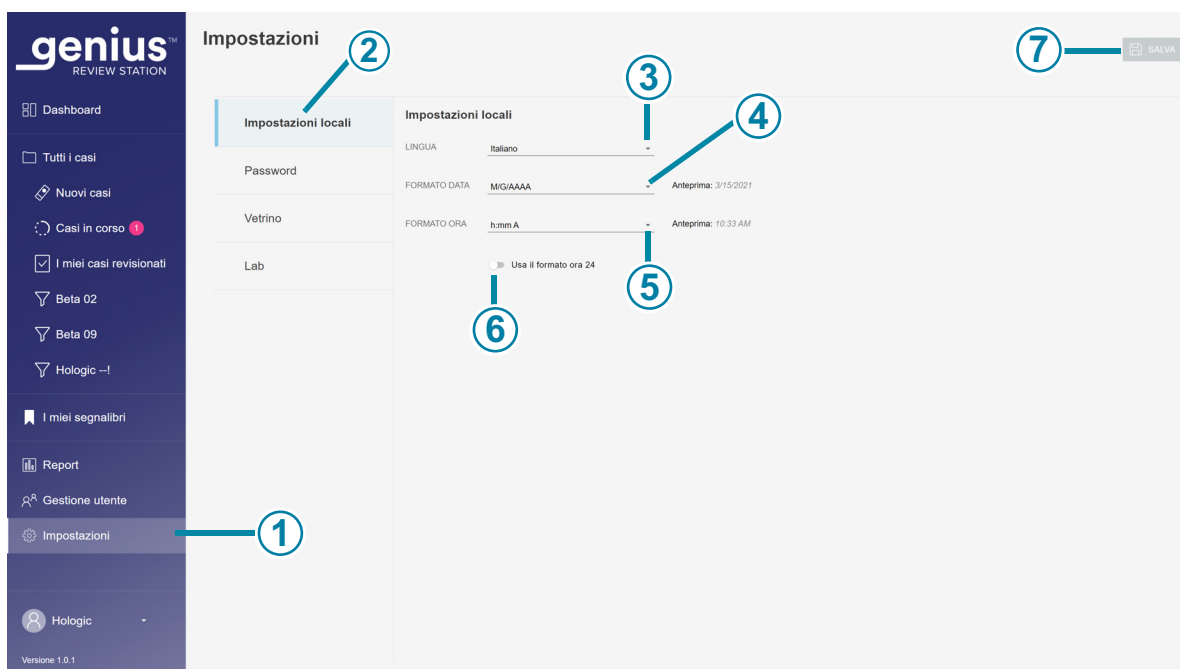 genius™
REVIEW STATION
Dashboard
Tutti i casi
Nuovi casi
Casi in corso 1
I miei casi revisionati
Beta 02
Beta 09
Hologic --!
I miei segnalibri
Report
Gestione utente
Impostazioni
Hologic
Versione 1.0.1
Impostazioni
SALVA
Impostazioni locali
Password
Vetrino
Lab
Impostazioni locali
LINGUA Italiano
FORMATO DATA M/G/AAAA Anteprima: 3/15/2021
FORMATO ORA h:mm A Anteprima: 10:33 AM
Usa il formato ora 24
1
2
3
4
5
6
7